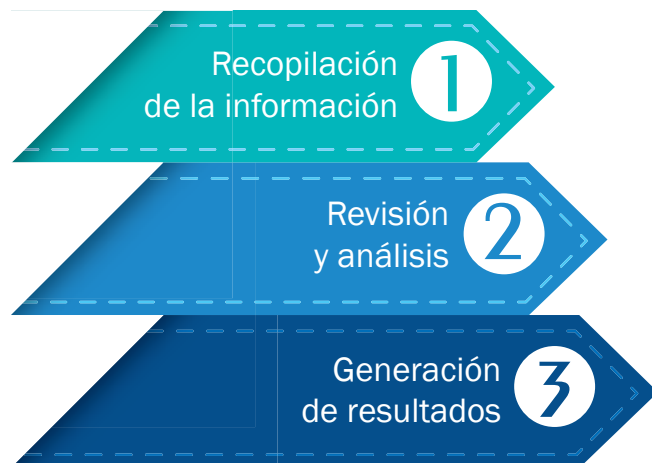 Recopilación
de la información
1
Revisión
y análisis
2
Generación
de resultados
3